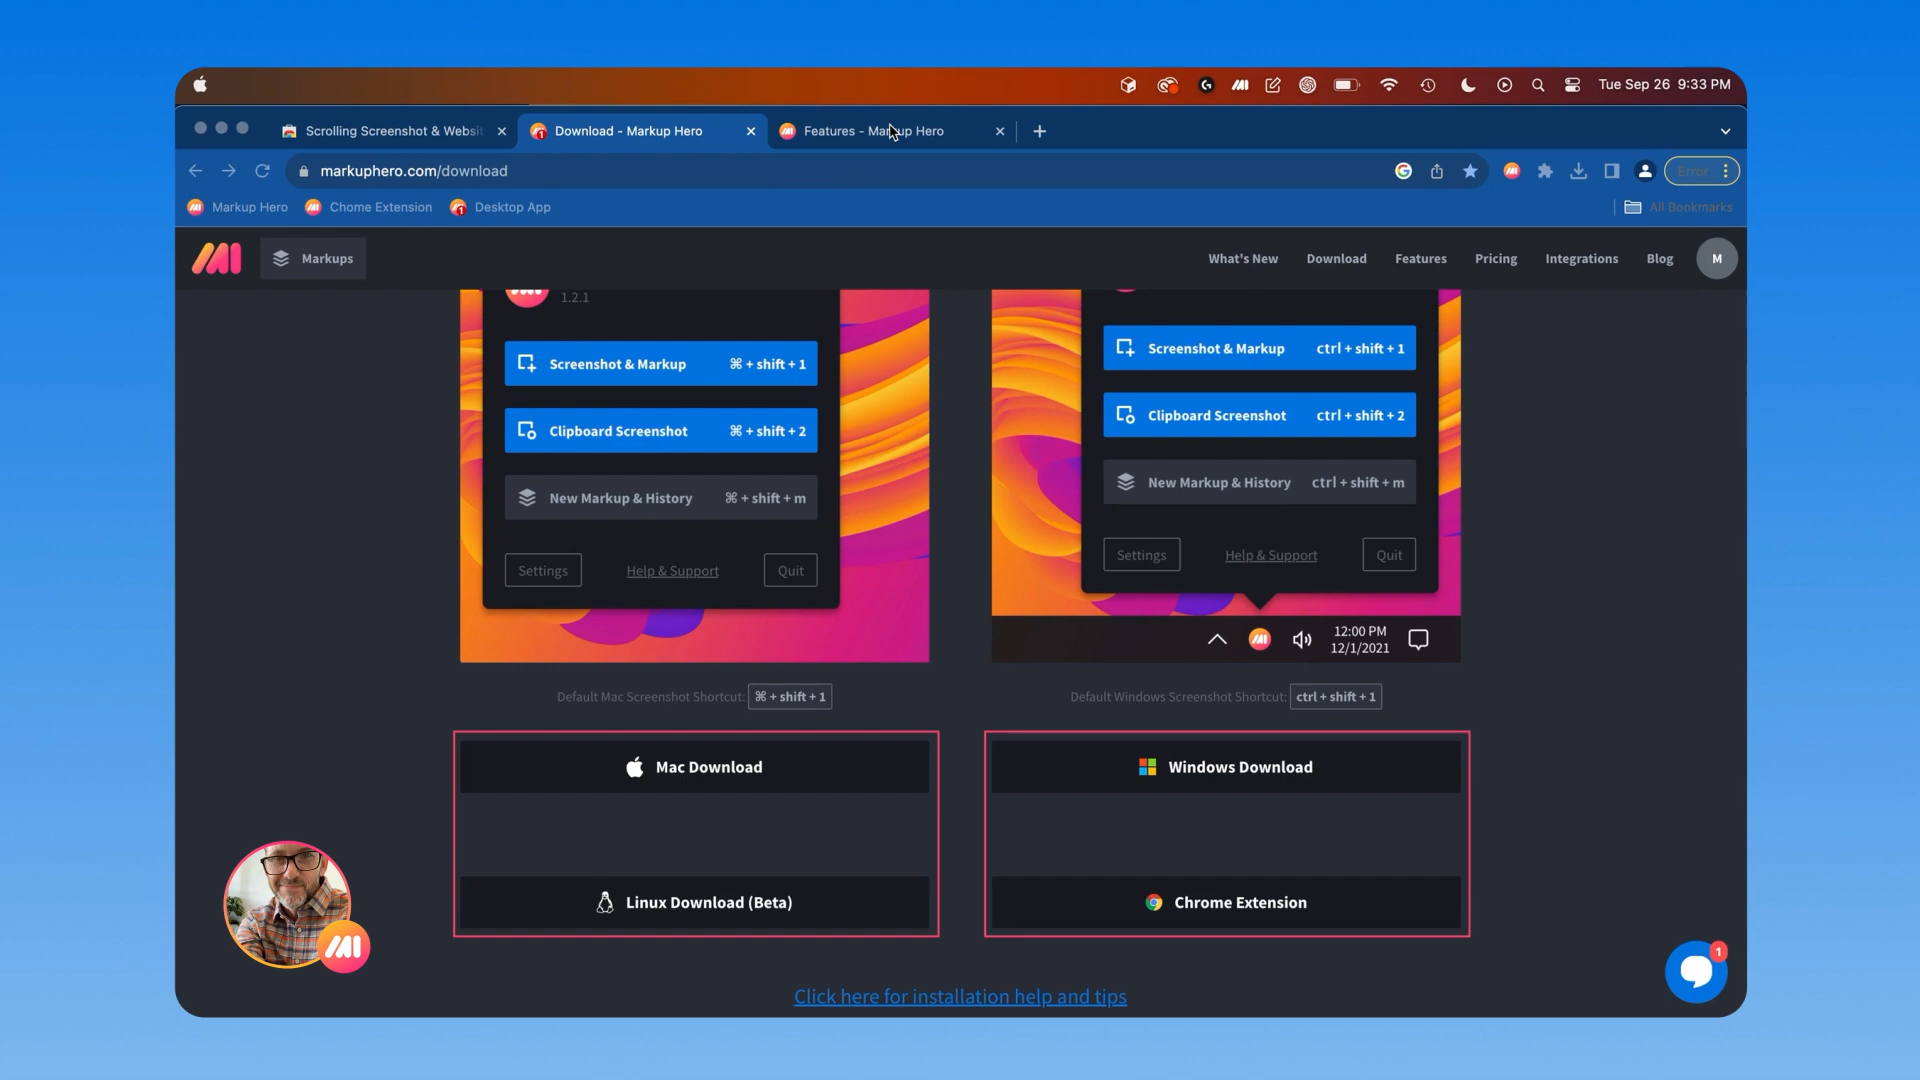 Tue Sep 26 9:33 PM
Scrolling Screenshot & Websit
Download - Markup Hero
Features - Markup Hero
markuphero.com/download
Error
Markup Hero
Chome Extension
Desktop App
All Bookmarks
Markups
What's New
Download
Features
Pricing
Integrations
Blog
M
1.2.1
Screenshot & Markup ⌘ + shift + 1
Clipboard Screenshot ⌘ + shift + 2
New Markup & History ⌘ + shift + m
Settings
Help & Support
Quit
Screenshot & Markup ctrl + shift + 1
Clipboard Screenshot ctrl + shift + 2
New Markup & History ctrl + shift + m
Settings
Help & Support
Quit
12:00 PM
12/1/2021
Default Mac Screenshot Shortcut: ⌘ + shift + 1
Default Windows Screenshot Shortcut: ctrl + shift + 1
Mac Download
Windows Download
Linux Download (Beta)
Chrome Extension
1
Click here for installation help and tips